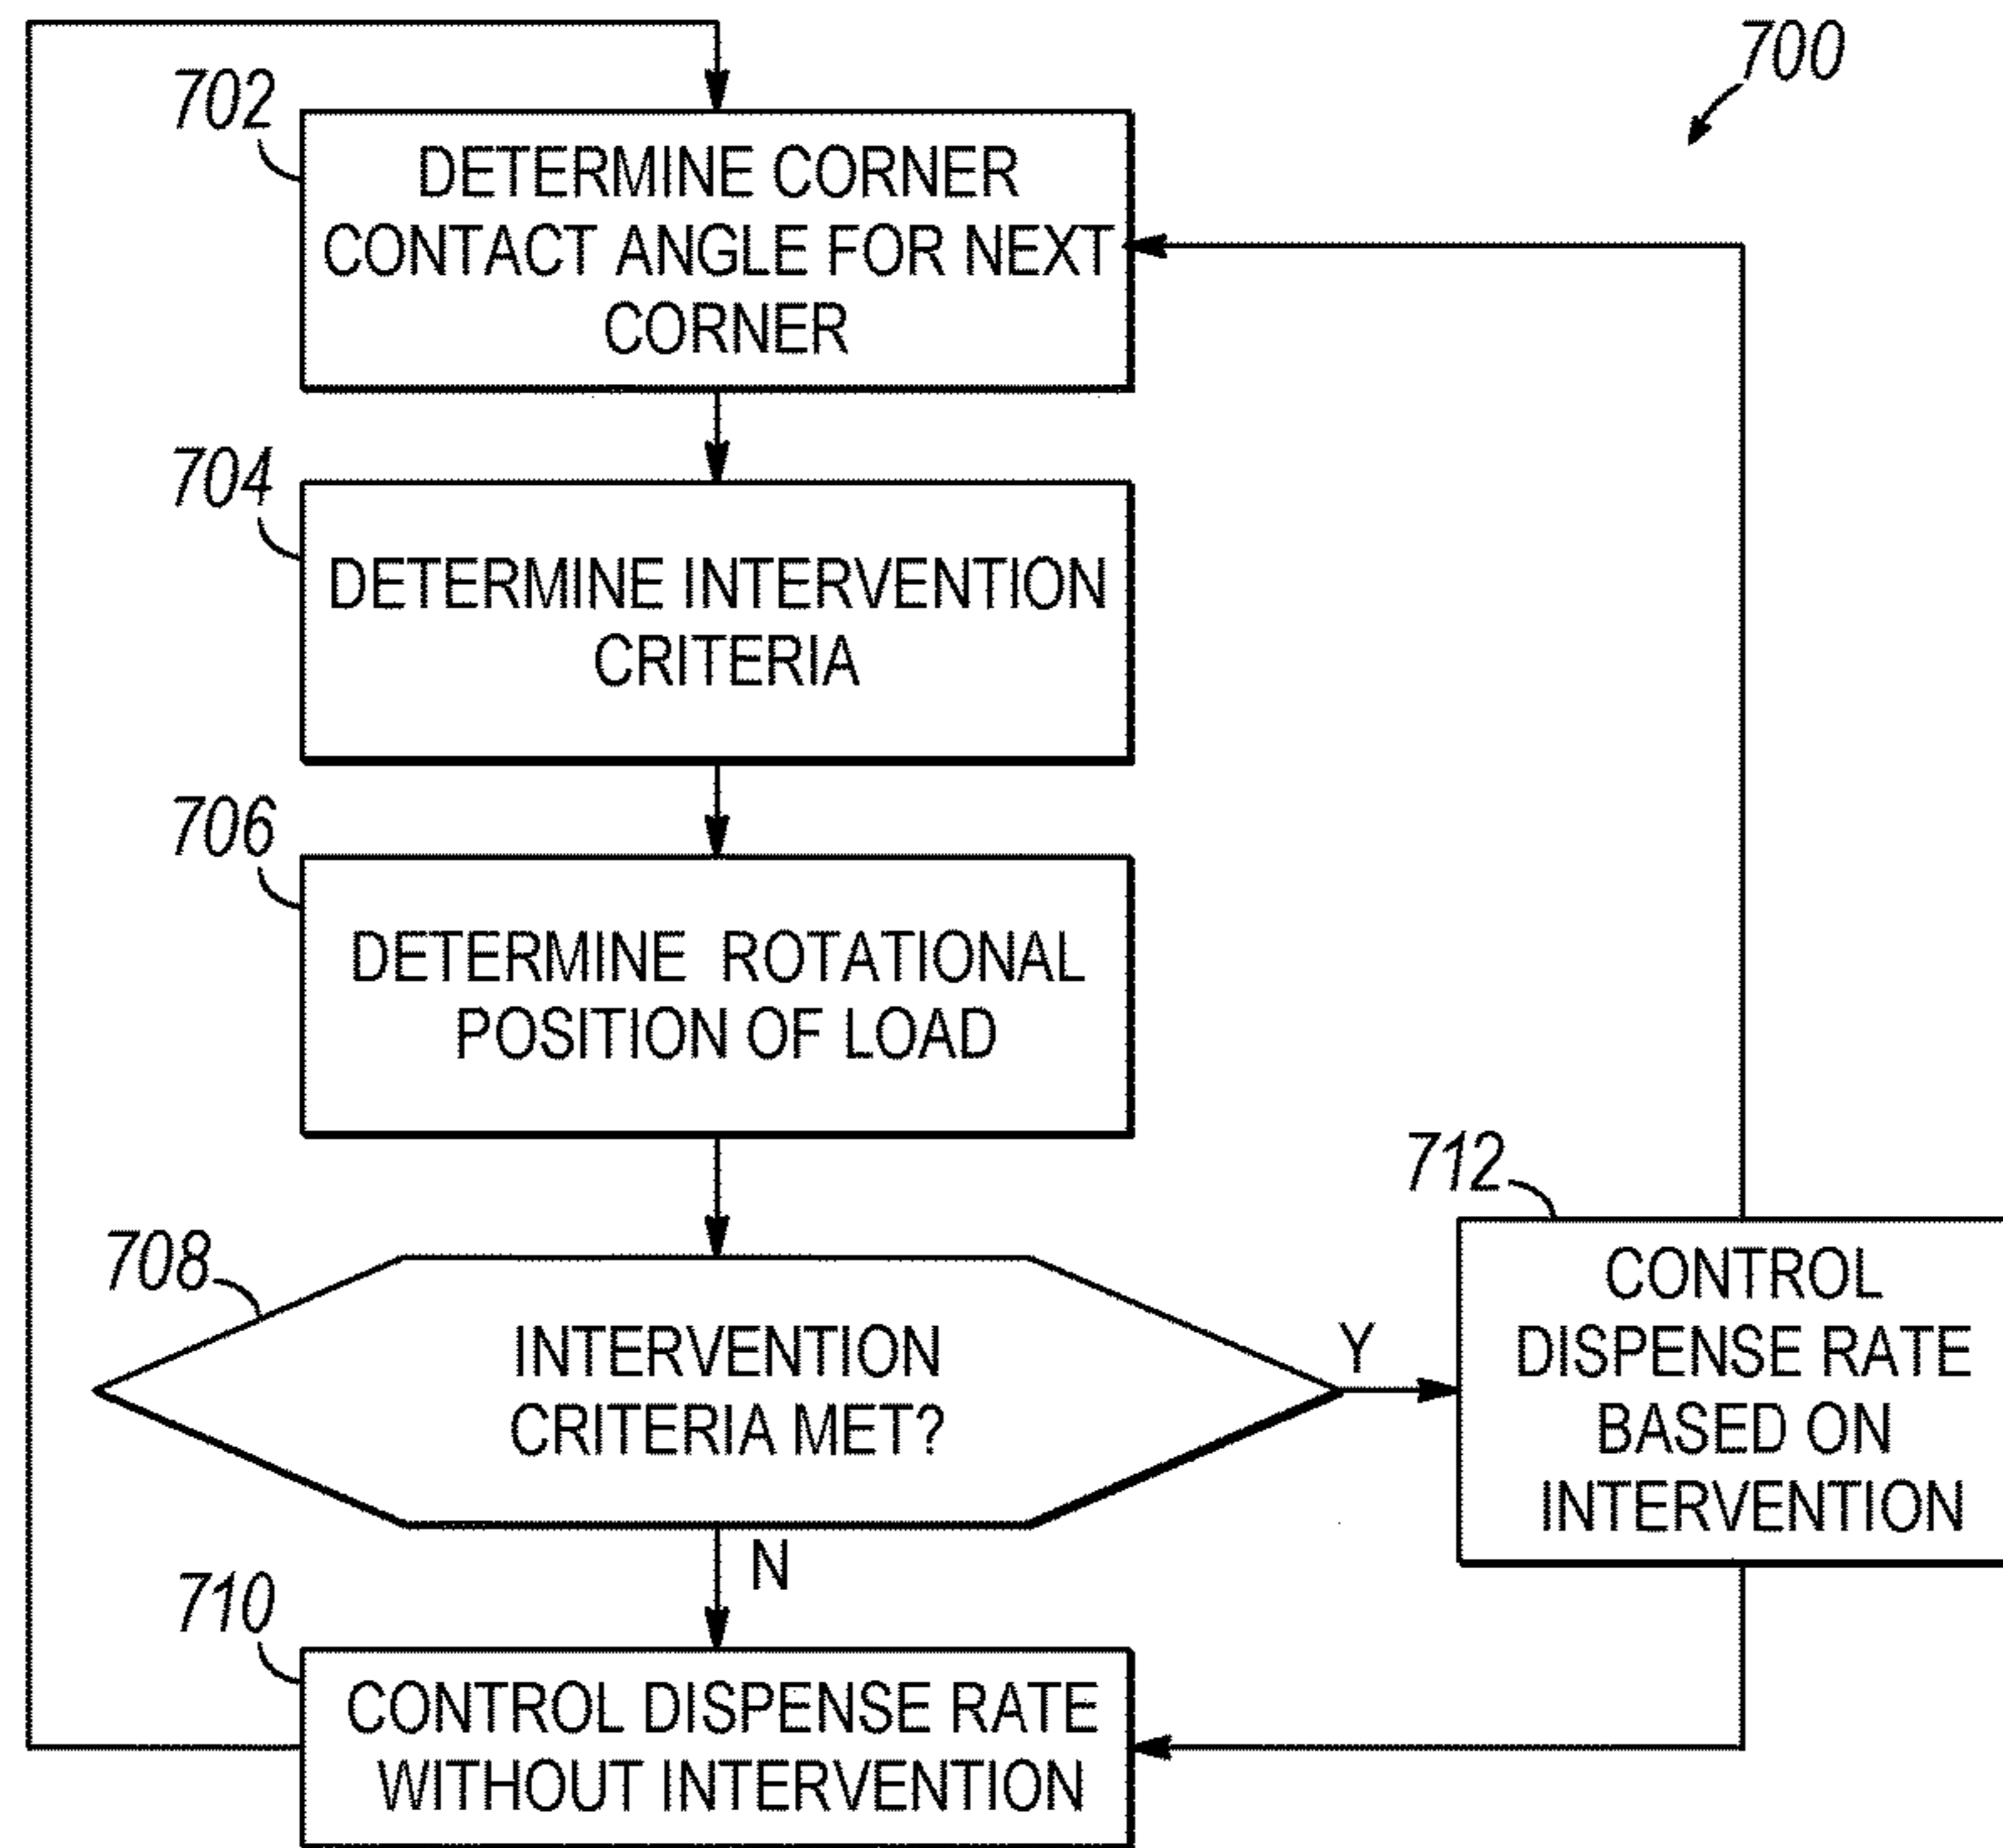 700
702
DETERMINE CORNER
CONTACT ANGLE FOR NEXT
CORNER
704
DETERMINE INTERVENTION
CRITERIA
706
DETERMINE ROTATIONAL
POSITION OF LOAD
708
INTERVENTION
CRITERIA MET?
Y
N
712
CONTROL
DISPENSE RATE
BASED ON
INTERVENTION
710
CONTROL DISPENSE RATE
WITHOUT INTERVENTION